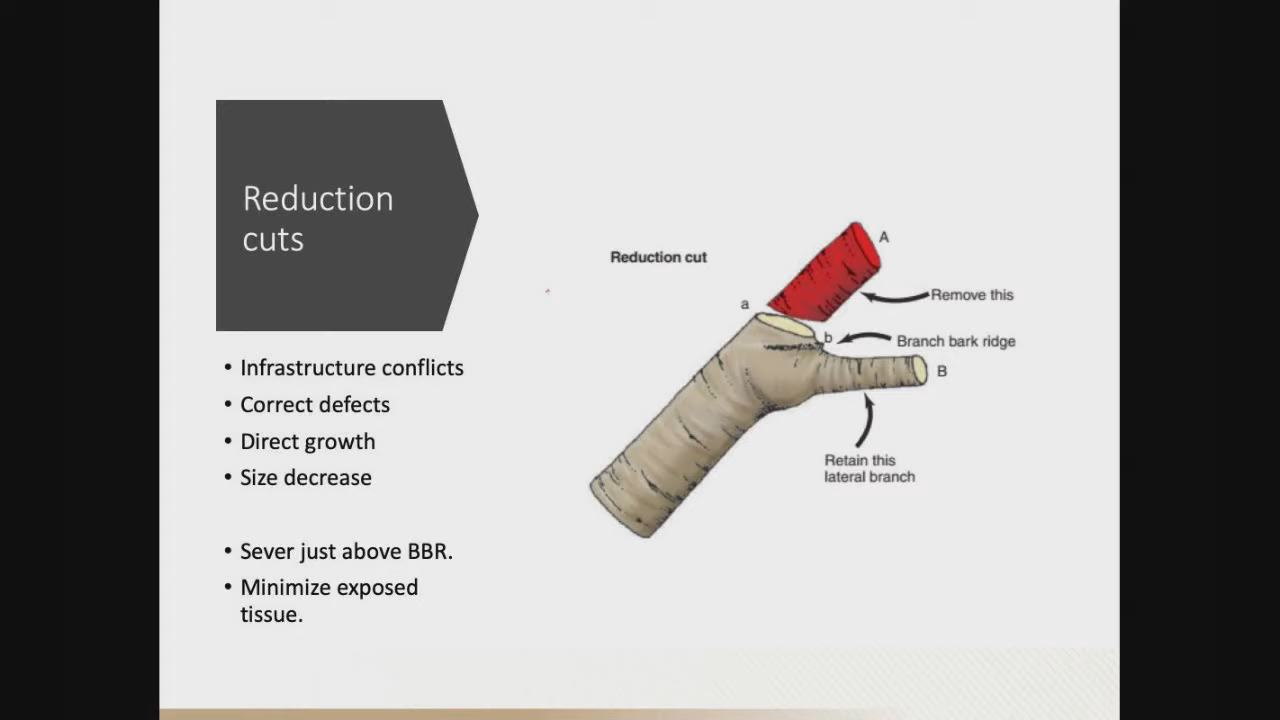 Reduction
cuts
• Infrastructure conflicts
• Correct defects
• Direct growth
• Size decrease
• Sever just above BBR.
• Minimize exposed
tissue.
Reduction cut
A
Remove this
a
b
Branch bark ridge
B
Retain this
lateral branch